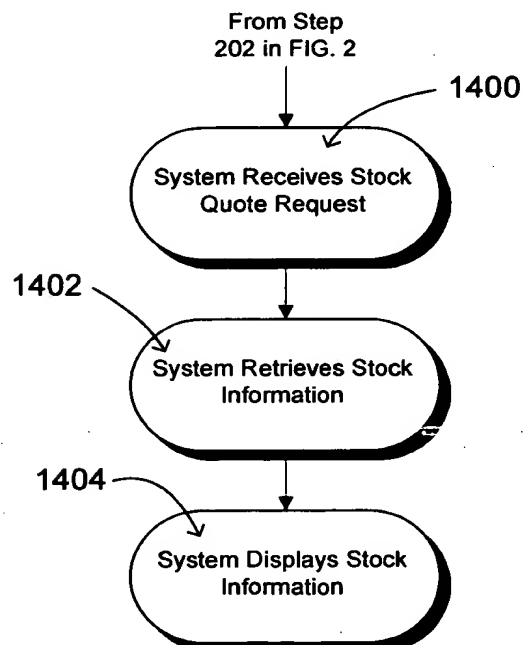 From Step
202 in FIG. 2
1400
System Receives Stock
Quote Request
1402
System Retrieves Stock
Information
1404
System Displays Stock
Information